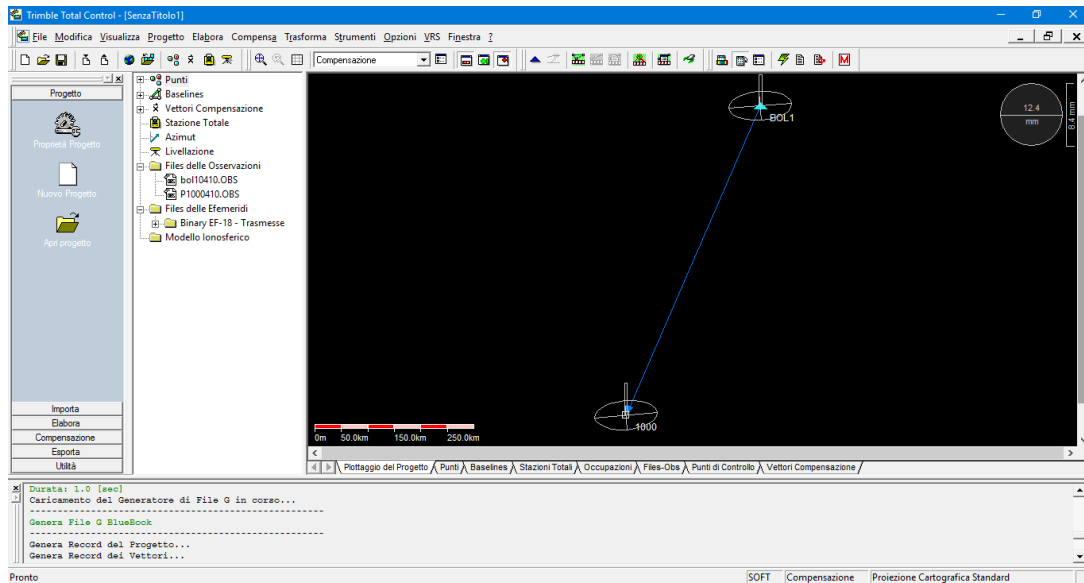 Trimble Total Control - [SenzaTitolo1]
File Modifica Visualizza Progetto Elabora Compensa Trasforma Strumenti Opzioni VRS Finestra ?
Compensazione
M
Progetto
Proprietà Progetto
Nuovo Progetto
Apri progetto
Importa
Elabora
Compensazione
Esporta
Utilità
Punti
Baselines
Vettori Compensazione
Stazione Totale
Azimut
Livellazione
Files delle Osservazioni
bol10410.OBS
P1000410.OBS
Files delle Efemeridi
Binary EF-18 - Trasmesse
Modello Ionosferico
BOL1
12.4
mm
8.4 mm
1000
0m 50.0km 150.0km 250.0km
Plottaggio del Progetto Punti Baselines Stazioni Totali Occupazioni Files-Obs Punti di Controllo Vettori Compensazione
Durata: 1.0 [sec]
Caricamento del Generatore di File G in corso...
------------------------------------------------------
Genera File G BlueBook
------------------------------------------------------
Genera Record del Progetto...
Genera Record dei Vettori...
Pronto
SOFT Compensazione Proiezione Cartografica Standard